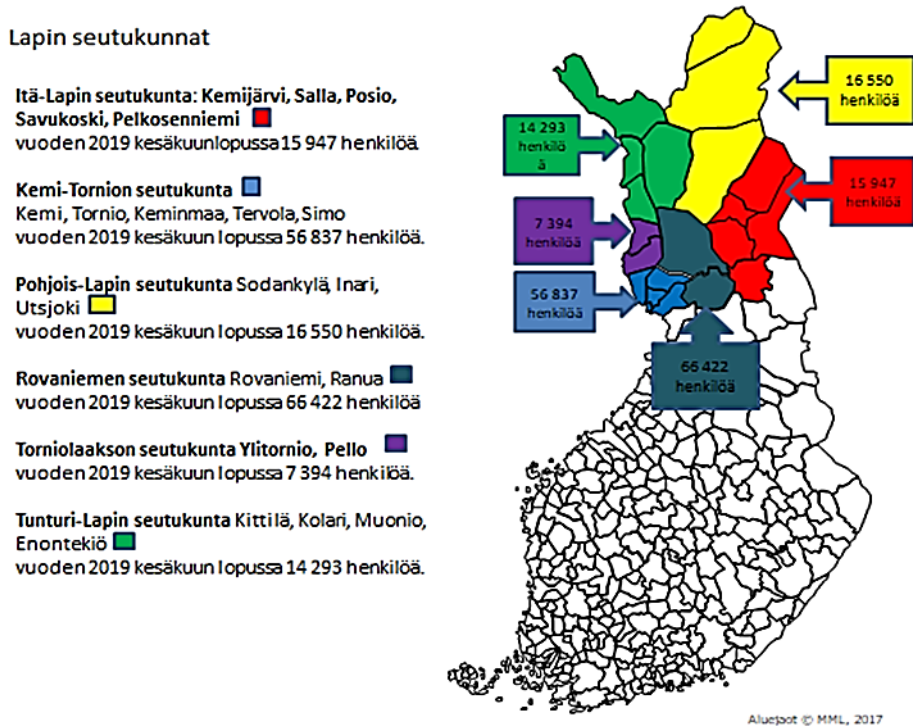 Lapin seutukunnat
Itä-Lapin seutukunta: Kemijärvi, Salla, Posio,
Savukoski, Pelkosenniemi
vuoden 2019 kesäkuunlopussa 15 947 henkilöä.
Kemi-Tornion seutukunta
Kemi, Tornio, Keminmaa, Tervola, Simo
vuoden 2019 kesäkuun lopussa 56 837 henkilöä.
Pohjois-Lapin seutukunta Sodankylä, Inari,
Utsjoki
vuoden 2019 kesäkuun lopussa 16 550 henkilöä.
Rovaniemen seutukunta Rovaniemi, Ranua
vuoden 2019 kesäkuun lopussa 66 422 henkilöä
Torniolaakson seutukunta Ylitornio, Pello
vuoden 2019 kesäkuun lopussa 7 394 henkilöä.
Tunturi-Lapin seutukunta Kittilä, Kolari, Muonio,
Enontekiö
vuoden 2019 kesäkuun lopussa 14 293 henkilöä.
16 550
henkilöä
14 293
henkilö
ä
15 947
henkilöä
7 394
henkilöä
56 837
henkilöä
66 422
henkilöä
Aluejaot © MML, 2017